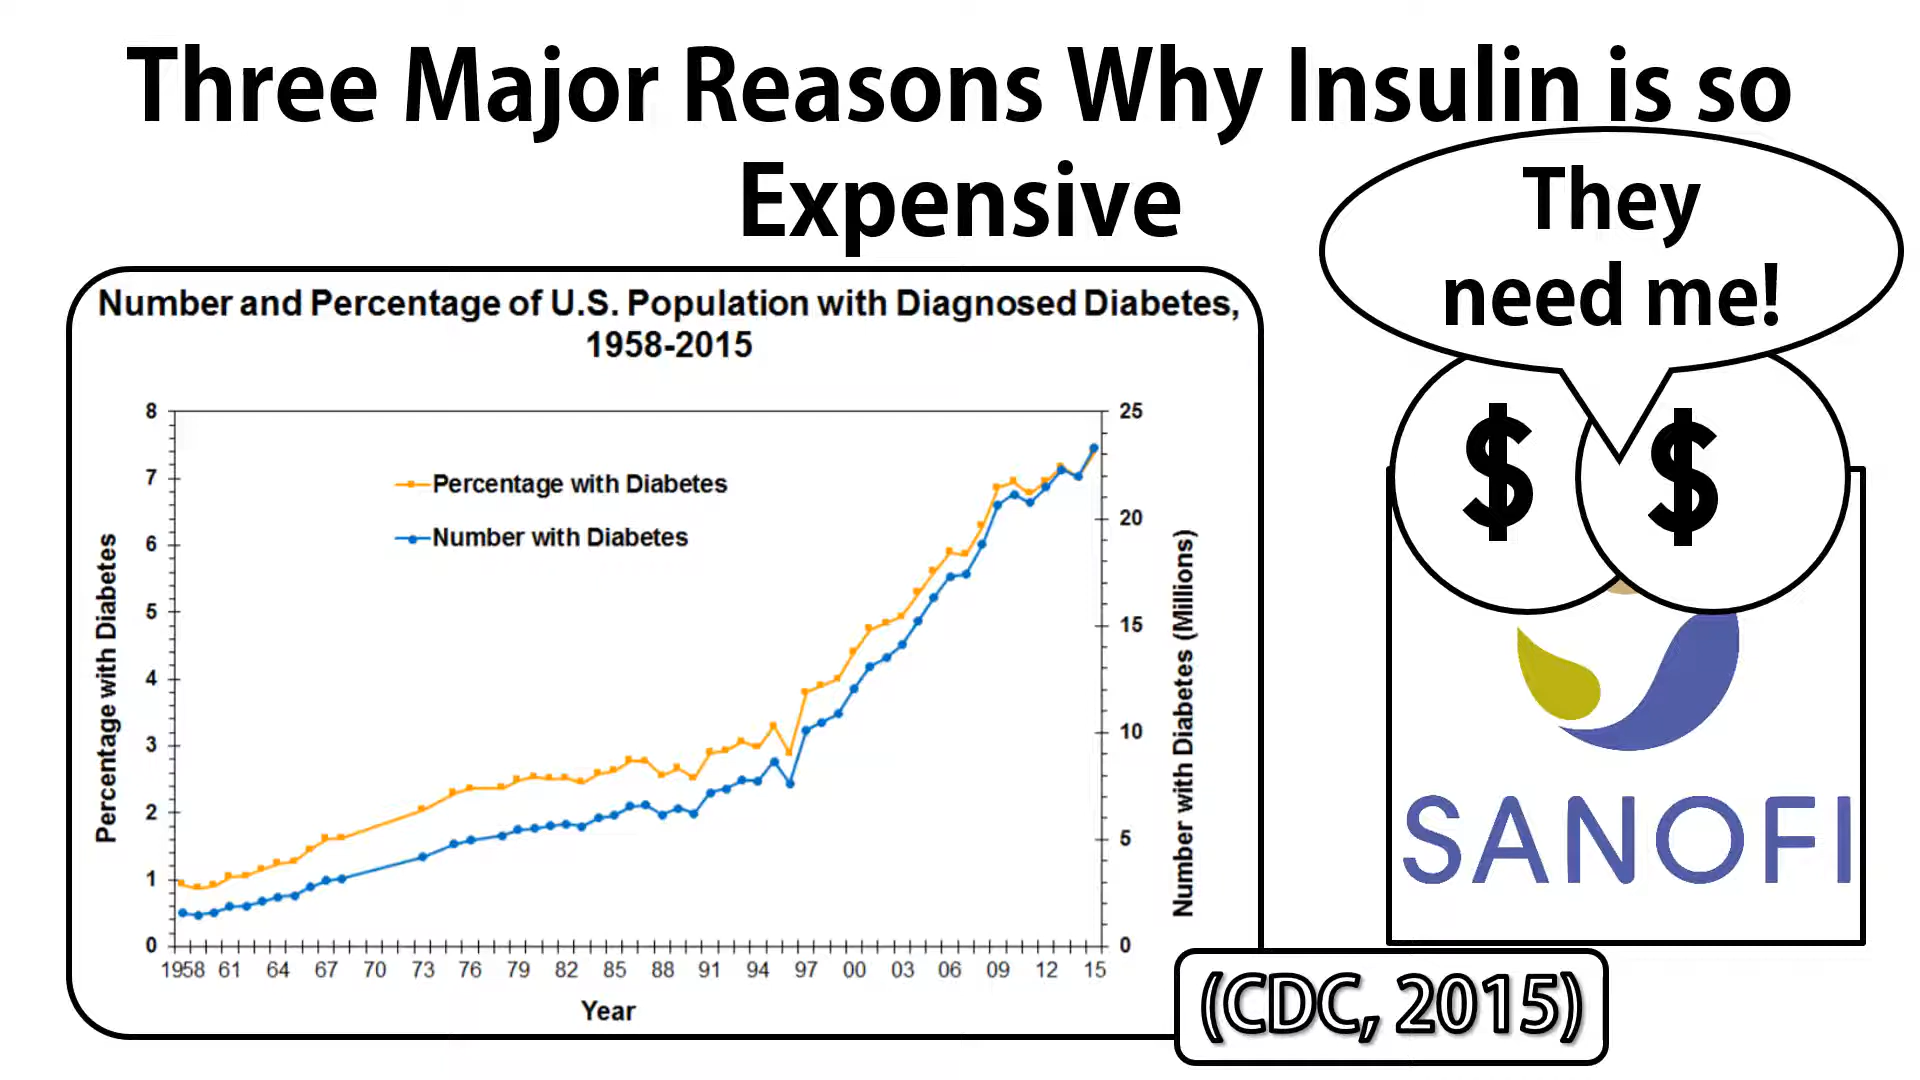 Three Major Reasons Why Insulin is so
Expensive
They
need me!
Number and Percentage of U.S. Population with Diagnosed Diabetes,
1958-2015
Percentage with Diabetes
Number with Diabetes
Percentage with Diabetes
8
7
6
5
4
3
2
1
0
25
20
15
10
5
0
Number with Diabetes (Millions)
1958 61 64 67 70 73 76 79 82 85 88 91 94 97 00 03 06 09 12 15
Year
$ $
SANOFI
(CDC, 2015)